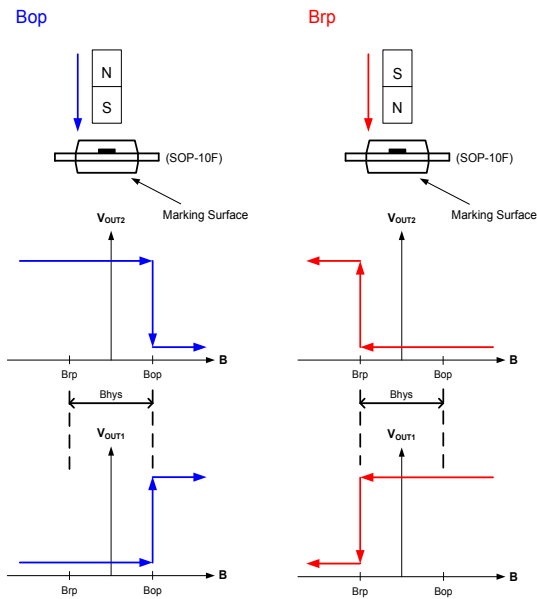 Bop
Brp
N
S
S
N
(SOP-10F)
(SOP-10F)
Marking Surface
Marking Surface
VOUT2
VOUT2
B
B
Brp
Bop
Brp
Bop
Bhys
Bhys
VOUT1
VOUT1
B
B
Brp
Bop
Brp
Bop